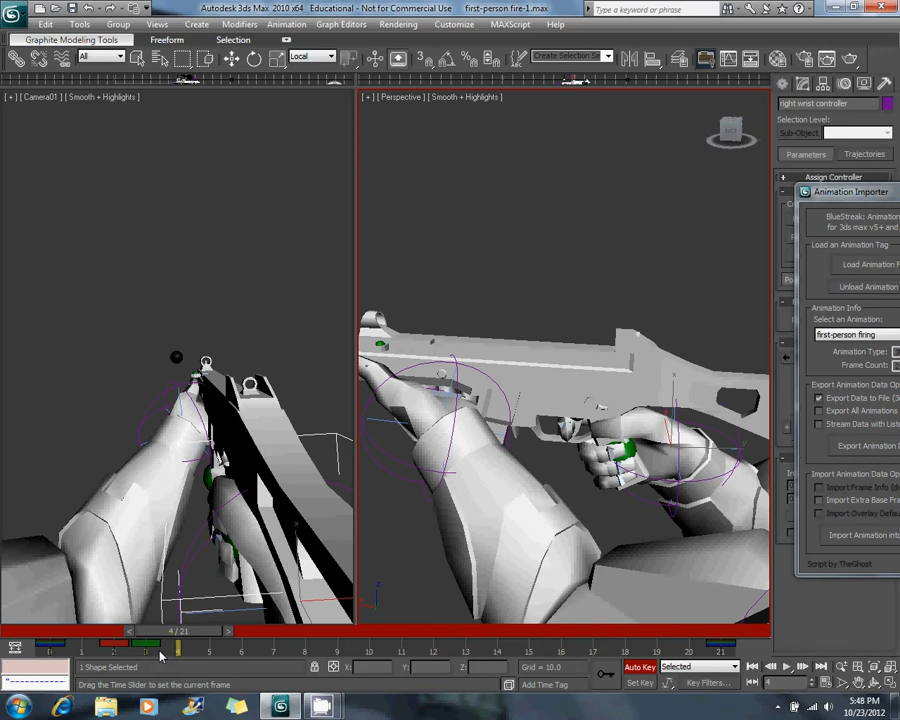 Autodesk 3ds Max 2010 x64 - Educational - Not for Commercial Use first-person fire-1.max
Type a keyword or phrase
Edit Tools Group Views Create Modifiers Animation Graph Editors Rendering Customize MAXScript Help
Graphite Modeling Tools Freeform Selection
All Local Create Selection Se
[ + ] [ Camera01 ] [ Smooth + Highlights ]
[ + ] [ Perspective ] [ Smooth + Highlights ]
right wrist controller
Selection Level:
Sub-Object
Parameters Trajectories
Assign Controller
Animation Importer
BlueStreak: Animation
for 3ds max v5+ and
Load an Animation Tag
Load Animation F
Unload Animation
Animation Info
Select an Animation:
first-person firing
Animation Type:
Frame Count:
Export Animation Data Op
Export Data to File (3d
Export All Animations
Stream Data with Liste
Export Animation D
Import Animation Data Op
Import Frame Info (d
Import Extra Base Fra
Import Overlay Defau
Import Animation into
Script by TheGhost
4 / 21
0 1 2 3 4 5 6 7 8 9 10 11 12 13 14 15 16 17 18 19 20 21
1 Shape Selected X: Y: Z: Grid = 10.0 Auto Key Selected
Drag the Time Slider to set the current frame Add Time Tag Set Key Key Filters... 4
5:48 PM
10/23/2012